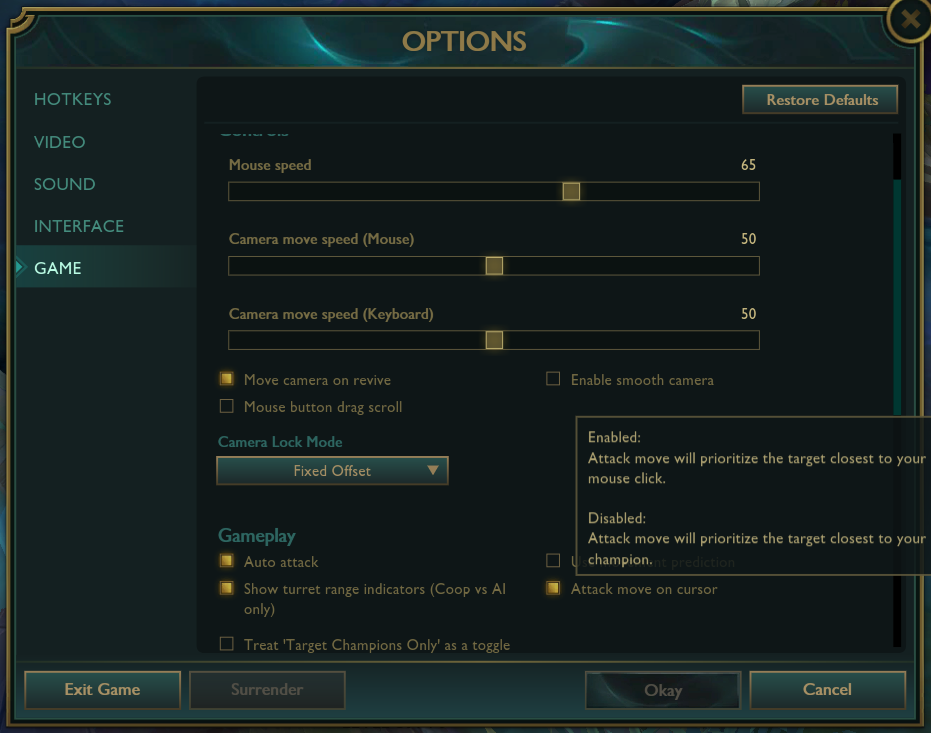 OPTIONS
HOTKEYS
VIDEO
SOUND
INTERFACE
GAME
Restore Defaults
Controls
Mouse speed
65
Camera move speed (Mouse)
50
Camera move speed (Keyboard)
50
Move camera on revive
Enable smooth camera
Mouse button drag scroll
Camera Lock Mode
Fixed Offset
Enabled:
Attack move will prioritize the target closest to your
mouse click.
Disabled:
Attack move will prioritize the target closest to your
champion.
Gameplay
Auto attack
prediction
Show turret range indicators (Coop vs AI
only)
Attack move on cursor
Treat 'Target Champions Only' as a toggle
Exit Game
Surrender
Okay
Cancel